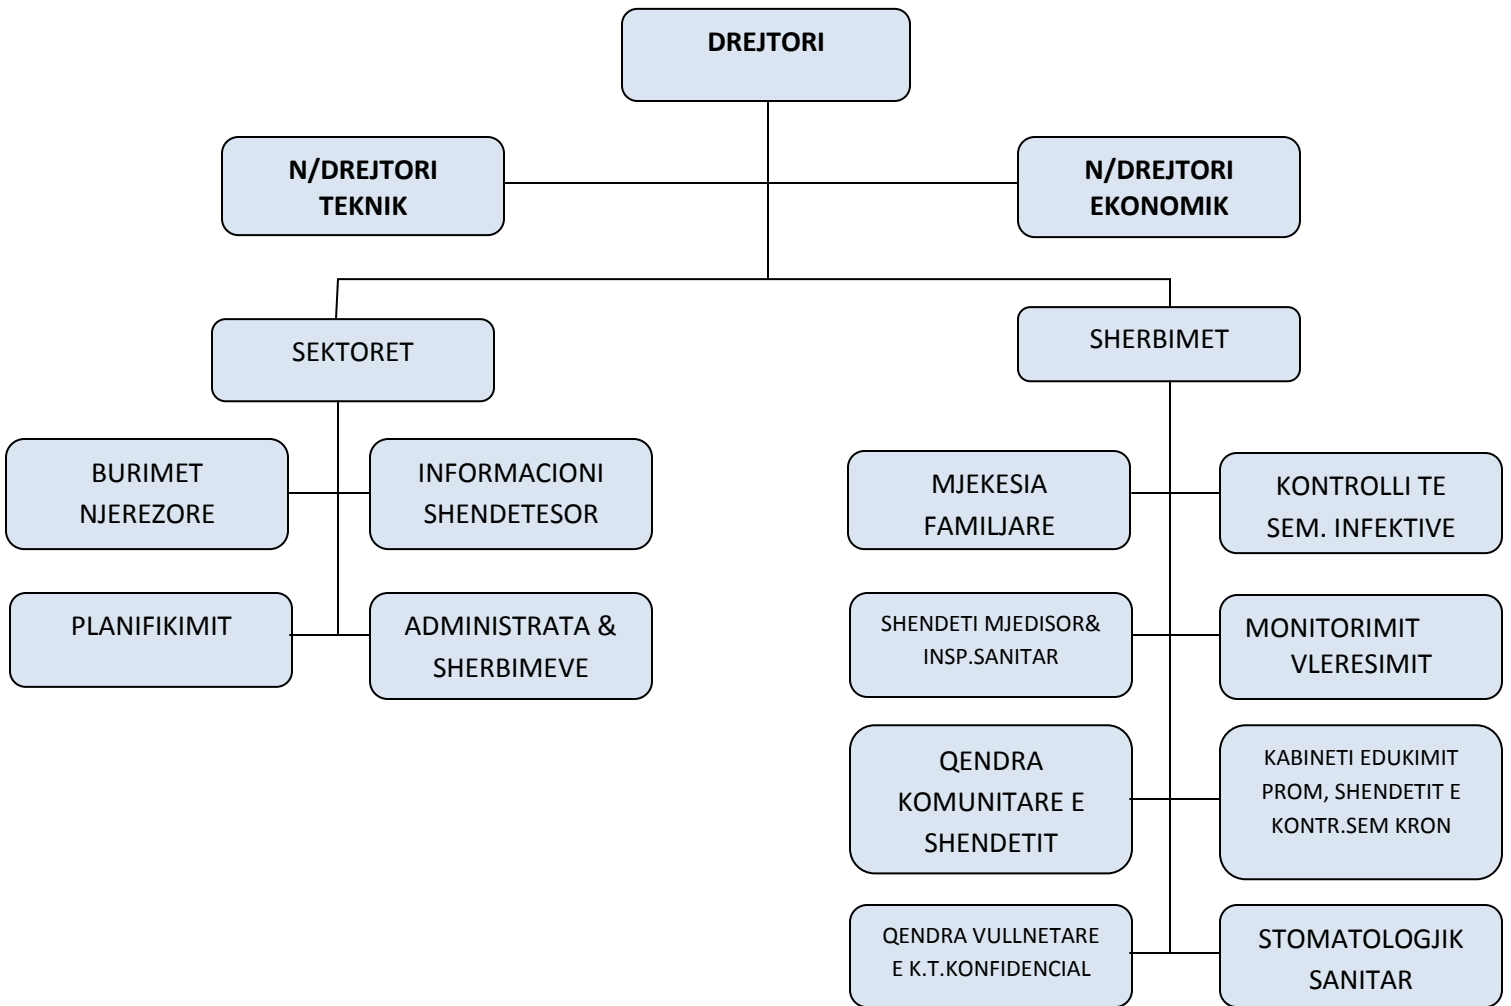 DREJTORI
N/DREJTORI
TEKNIK
N/DREJTORI
EKONOMIK
SEKTORET
SHERBIMET
BURIMET
NJEREZORE
INFORMACIONI
SHENDETESOR
MJEKESIA
FAMILJARE
KONTROLLI TE
SEM. INFEKTIVE
PLANIFIKIMIT
ADMINISTRATA &
SHERBIMEVE
SHENDETI MJEDISOR&
INSP.SANITAR
MONITORIMIT
VLERESIMIT
QENDRA
KOMUNITARE E
SHENDETIT
KABINETI EDUKIMIT
PROM, SHENDETIT E
KONTR.SEM KRON
QENDRA VULLNETARE
E K.T.KONFIDENCIAL
STOMATOLOGJIK
SANITAR